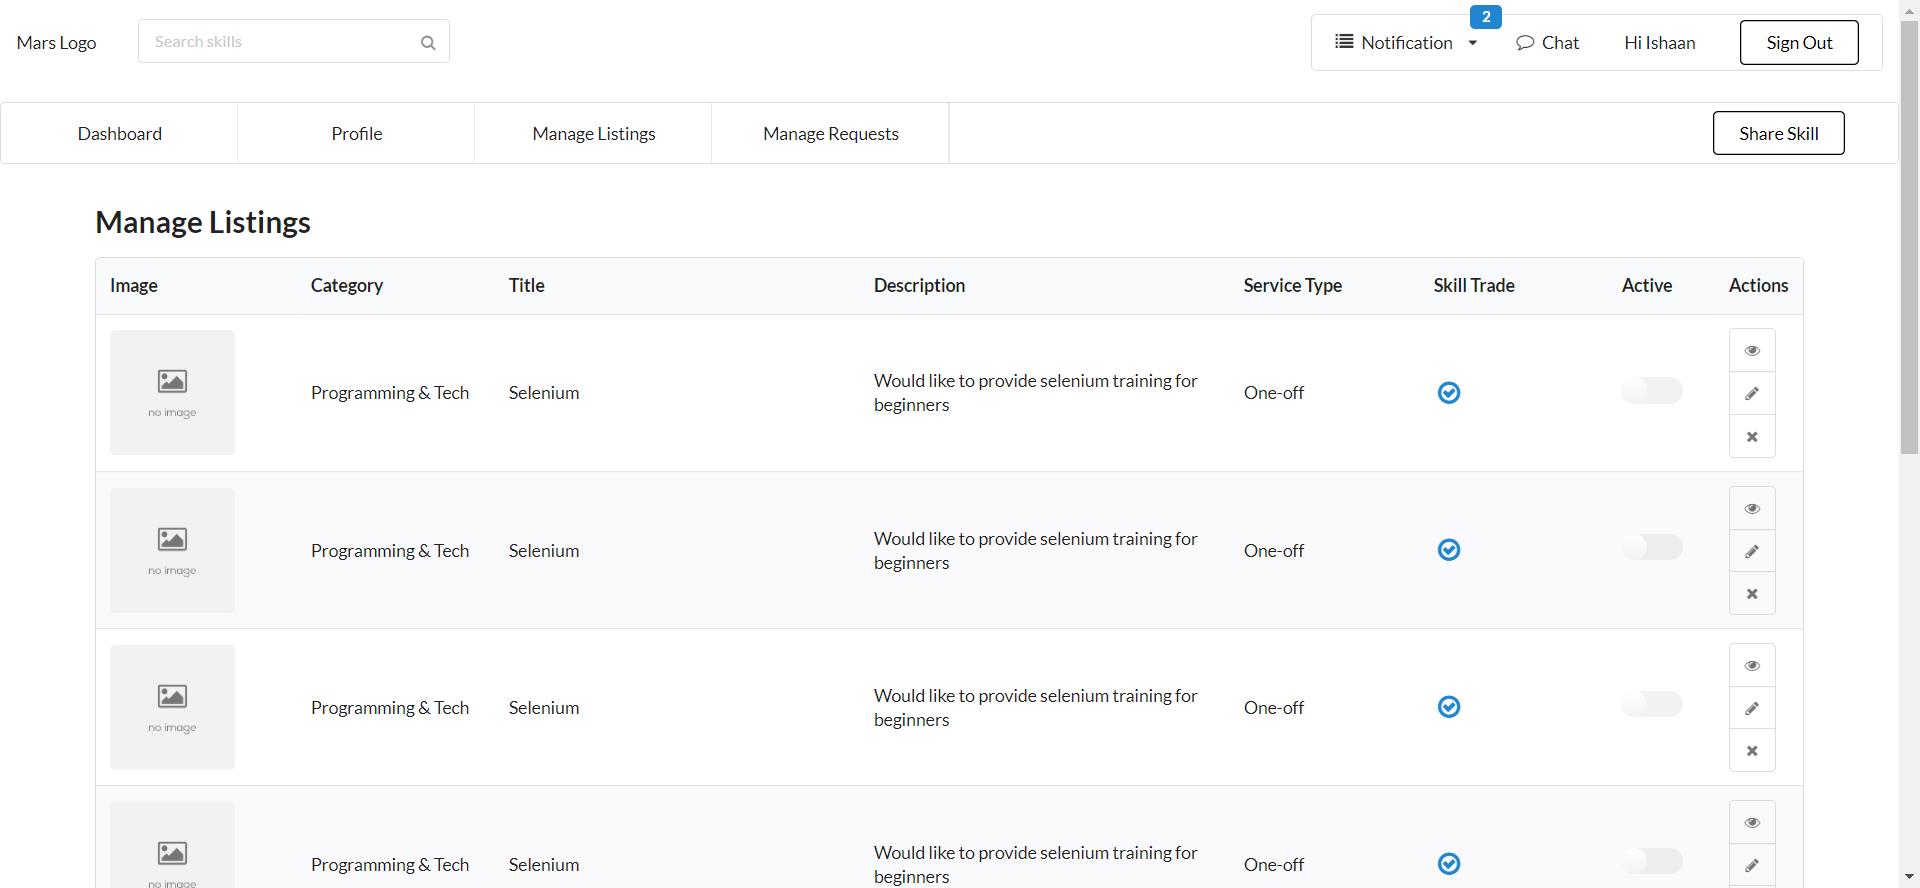 Mars Logo
Search skills
2
Notification
Chat
Hi Ishaan
Sign Out
Dashboard
Profile
Manage Listings
Manage Requests
Share Skill
Manage Listings
Image
Category
Title
Description
Service Type
Skill Trade
Active
Actions
no image
Programming & Tech
Selenium
Would like to provide selenium training for
beginners
One-off
no image
Programming & Tech
Selenium
Would like to provide selenium training for
beginners
One-off
no image
Programming & Tech
Selenium
Would like to provide selenium training for
beginners
One-off
no image
Programming & Tech
Selenium
Would like to provide selenium training for
beginners
One-off